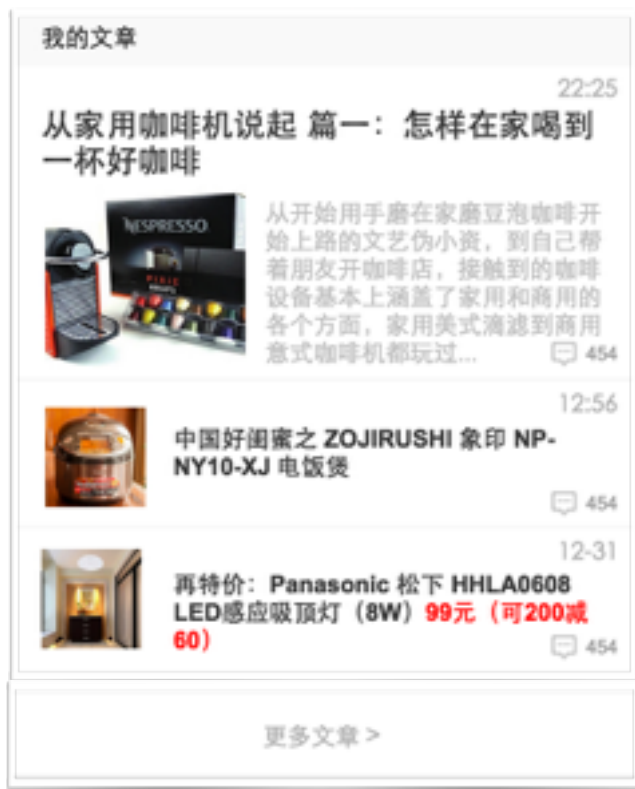 我的文章
22:25
从家用咖啡机说起 篇一：怎样在家喝到
一杯好咖啡
NESPRESSO
PIXIE
从开始用手磨在家磨豆泡咖啡开
始上路的文艺伪小资，到自己帮
着朋友开咖啡店，接触到的咖啡
设备基本上涵盖了家用和商用的
各个方面，家用美式滴滤到商用
意式咖啡机都玩过...
454
12:56
中国好闺蜜之 ZOJIRUSHI 象印 NP-
NY10-XJ 电饭煲
454
12-31
再特价：Panasonic 松下 HHLA0608
LED感应吸顶灯（8W）99元（可200减
60）
454
更多文章 >